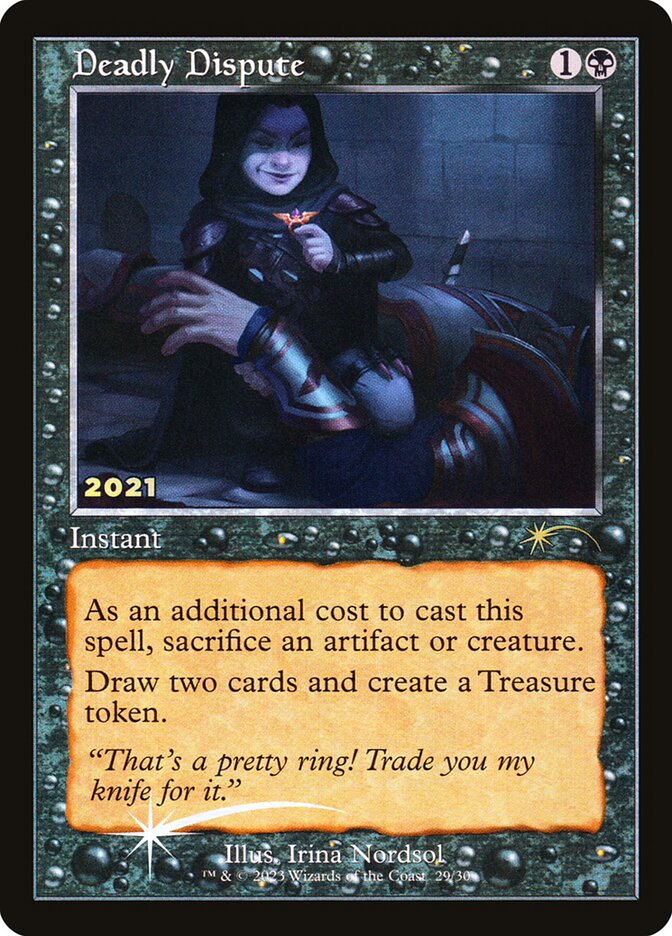 Deadly Dispute 1
2021
Instant
As an additional cost to cast this
spell, sacrifice an artifact or creature.
Draw two cards and create a Treasure
token.
“That’s a pretty ring! Trade you my
knife for it.”
Illus. Irina Nordsol
™ & © 2023 Wizards of the Coast 29/30